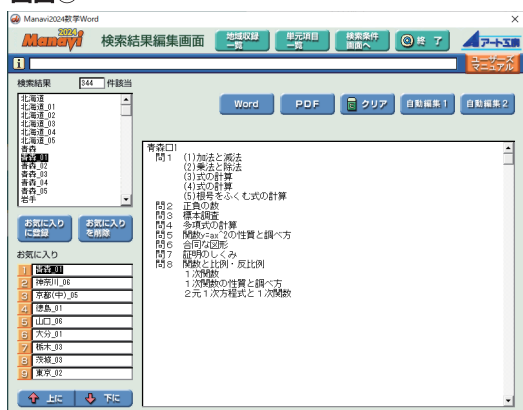 Manavi2024数学Word
Manavi 2024
検索結果編集画面
地域収録一覧
単元項目一覧
検索条件画面へ
終了
アートス工房
i
ユーザーズマニュアル
検索結果 344 件該当
北海道
北海道_01
北海道_02
北海道_03
北海道_04
北海道_05
青森
青森_01
青森_02
青森_03
青森_04
青森_05
岩手
Word
PDF
クリア
自動編集1
自動編集2
お気に入りに登録
お気に入りを削除
お気に入り
1 青森_01
2 神奈川_06
3 京都(中)_05
4 徳島_01
5 山口_06
6 大分_01
7 栃木_03
8 茨城_03
9 東京_02
上に
下に
青森口1
問1 (1)加法と減法
(2)乗法と除法
(3)式の計算
(4)式の計算
(5)根号をふくむ式の計算
問2 正負の数
問3 標本調査
問4 多項式の計算
問5 関数y=ax^2の性質と調べ方
問6 合同な図形
問7 証明のしくみ
問8 関数と比例・反比例
1次関数
1次関数の性質と調べ方
2元1次方程式と1次関数